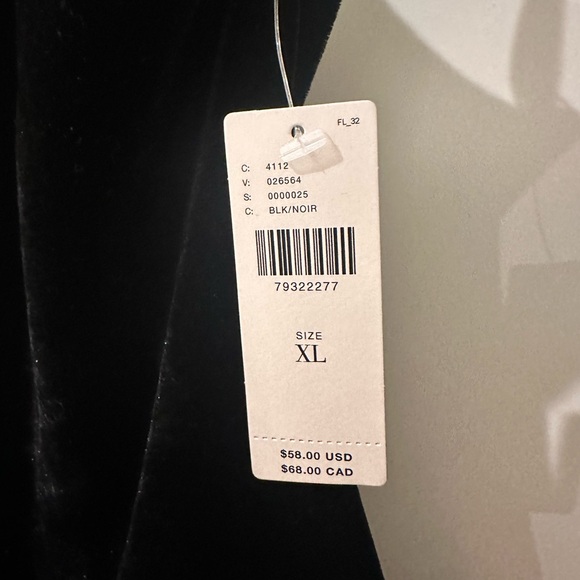 FL_32
C: 4112
V: 026564
S: 0000025
C: BLK/NOIR
79322277
SIZE
XL
$58.00 USD
$68.00 CAD